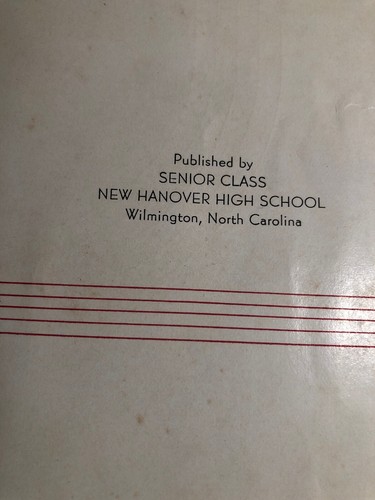 Published by
SENIOR CLASS
NEW HANOVER HIGH SCHOOL
Wilmington, North Carolina